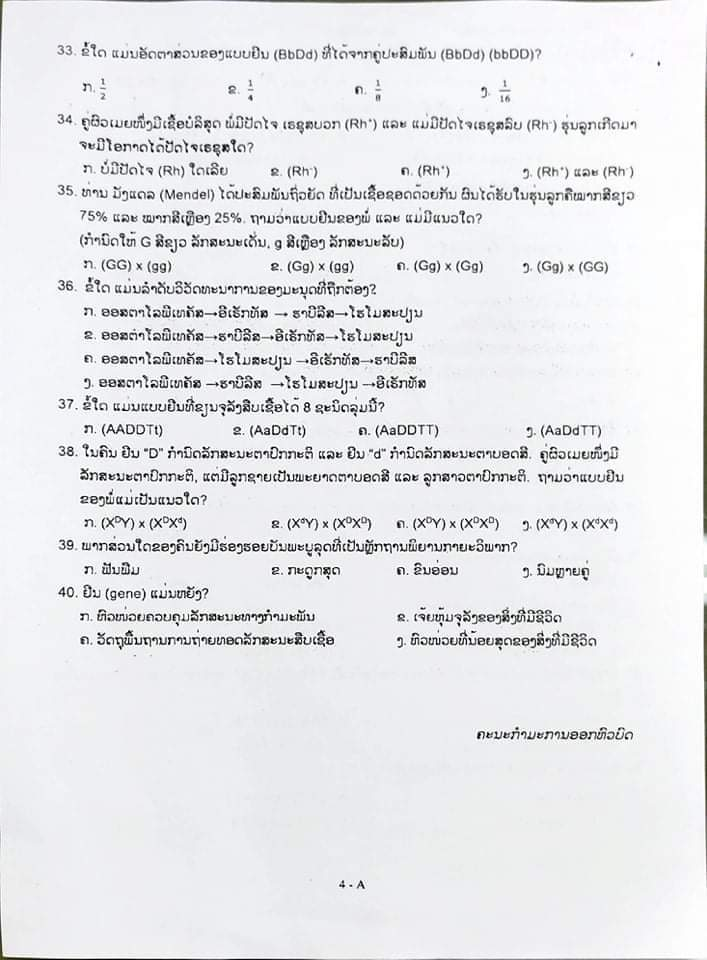 33. ຂໍ້ໃດ ແມ່ນອັດຕາສ່ວນຂອງແບບຢີນ (BbDd) ທີ່ໄດ້ຈາກຄູ່ປະສົມພັນ (BbDd) (bbDD)?
ກ. 1/2 ຂ. 1/4 ຄ. 1/8 ງ. 1/16
34. ຄູ່ຜົວເມຍໜຶ່ງມີເຊື້ອບໍລິສຸດ ພໍ່ມີປັດໄຈ ເຣຊຸສບວກ (Rh⁺) ແລະ ແມ່ມີປັດໄຈເຣຊຸສລົບ (Rh⁻) ຮຸ່ນລູກເກີດມາ
ຈະມີໂອກາດໄດ້ປັດໄຈເຣຊຸສໃດ?
ກ. ບໍ່ມີປັດໄຈ (Rh) ໃດເລີຍ ຂ. (Rh⁻) ຄ. (Rh⁺) ງ. (Rh⁺) ແລະ (Rh⁻)
35. ທ່ານ ມັງແດລ (Mendel) ໄດ້ປະສົມພັນຖົ່ວຍັດ ທີ່ເປັນເຊື້ອຊອດດ້ວຍກັນ ຜົນໄດ້ຮັບໃນຮຸ່ນລູກຄືໝາກສີຂຽວ
75% ແລະ ໝາກສີເຫຼືອງ 25%. ຖາມວ່າແບບຢີນຂອງພໍ່ ແລະ ແມ່ມີແນວໃດ?
(ກຳນົດໃຫ້ G ສີຂຽວ ລັກສະນະເດັ່ນ, g ສີເຫຼືອງ ລັກສະນະລັບ)
ກ. (GG) x (gg) ຂ. (Gg) x (gg) ຄ. (Gg) x (Gg) ງ. (Gg) x (GG)
36. ຂໍ້ໃດ ແມ່ນລຳດັບວິວັດທະນາການຂອງມະນຸດທີ່ຖືກຕ້ອງ?
ກ. ອອສຕາໂລພີເທຄັສ→ອີເຣັກທັສ → ຮາບີລີສ→ໂຮໂມສະປຽນ
ຂ. ອອສຕາໂລພີເທຄັສ→ຮາບີລີສ→ອີເຣັກທັສ→ໂຮໂມສະປຽນ
ຄ. ອອສຕາໂລພີເທຄັສ→ໂຮໂມສະປຽນ →ອີເຣັກທັສ→ຮາບີລີສ
ງ. ອອສຕາໂລພີເທຄັສ →ຮາບີລີສ →ໂຮໂມສະປຽນ →ອີເຣັກທັສ
37. ຂໍ້ໃດ ແມ່ນແບບຢີນທີ່ຂຽນຈຸລັງສືບເຊື້ອໄດ້ 8 ຊະນິດລຸ່ມນີ້?
ກ. (AADDTt) ຂ. (AaDdTt) ຄ. (AaDDTT) ງ. (AaDdTT)
38. ໃນຄົນ ຢີນ “D” ກຳນົດລັກສະນະຕາປົກກະຕິ ແລະ ຢີນ “d” ກຳນົດລັກສະນະຕາບອດສີ. ຄູ່ຜົວເມຍໜຶ່ງມີ
ລັກສະນະຕາປົກກະຕິ, ແຕ່ມີລູກຊາຍເປັນພະຍາດຕາບອດສີ ແລະ ລູກສາວຕາປົກກະຕິ. ຖາມວ່າແບບຢີນ
ຂອງພໍ່ແມ່ເປັນແນວໃດ?
ກ. (XᴰY) x (XᴰXᵈ) ຂ. (XᵈY) x (XᴰXᴰ) ຄ. (XᴰY) x (XᴰXᴰ) ງ. (XᵈY) x (XᵈXᵈ)
39. ພາກສ່ວນໃດຂອງຄົນຍັງມີຮ່ອງຮອຍບັນພະບູລຸດທີ່ເປັນຫຼັກຖານພິຍານກາຍະວິພາກ?
ກ. ຟັນຟືມ ຂ. ກະດູກສຸດ ຄ. ຂົນອ່ອນ ງ. ນົມຫຼາຍຄູ່
40. ຢີນ (gene) ແມ່ນຫຍັງ?
ກ. ຫົວໜ່ວຍຄວບຄຸມລັກສະນະທາງກຳມະພັນ ຂ. ເຈ້ຍຫຸ້ມຈຸລັງຂອງສິ່ງທີ່ມີຊີວິດ
ຄ. ວັດຖຸພື້ນຖານການຖ່າຍທອດລັກສະນະສືບເຊື້ອ ງ. ຫົວໜ່ວຍທີ່ນ້ອຍສຸດຂອງສິ່ງທີ່ມີຊີວິດ
ຄະນະກຳມະການອອກຫົວບົດ
4 - A